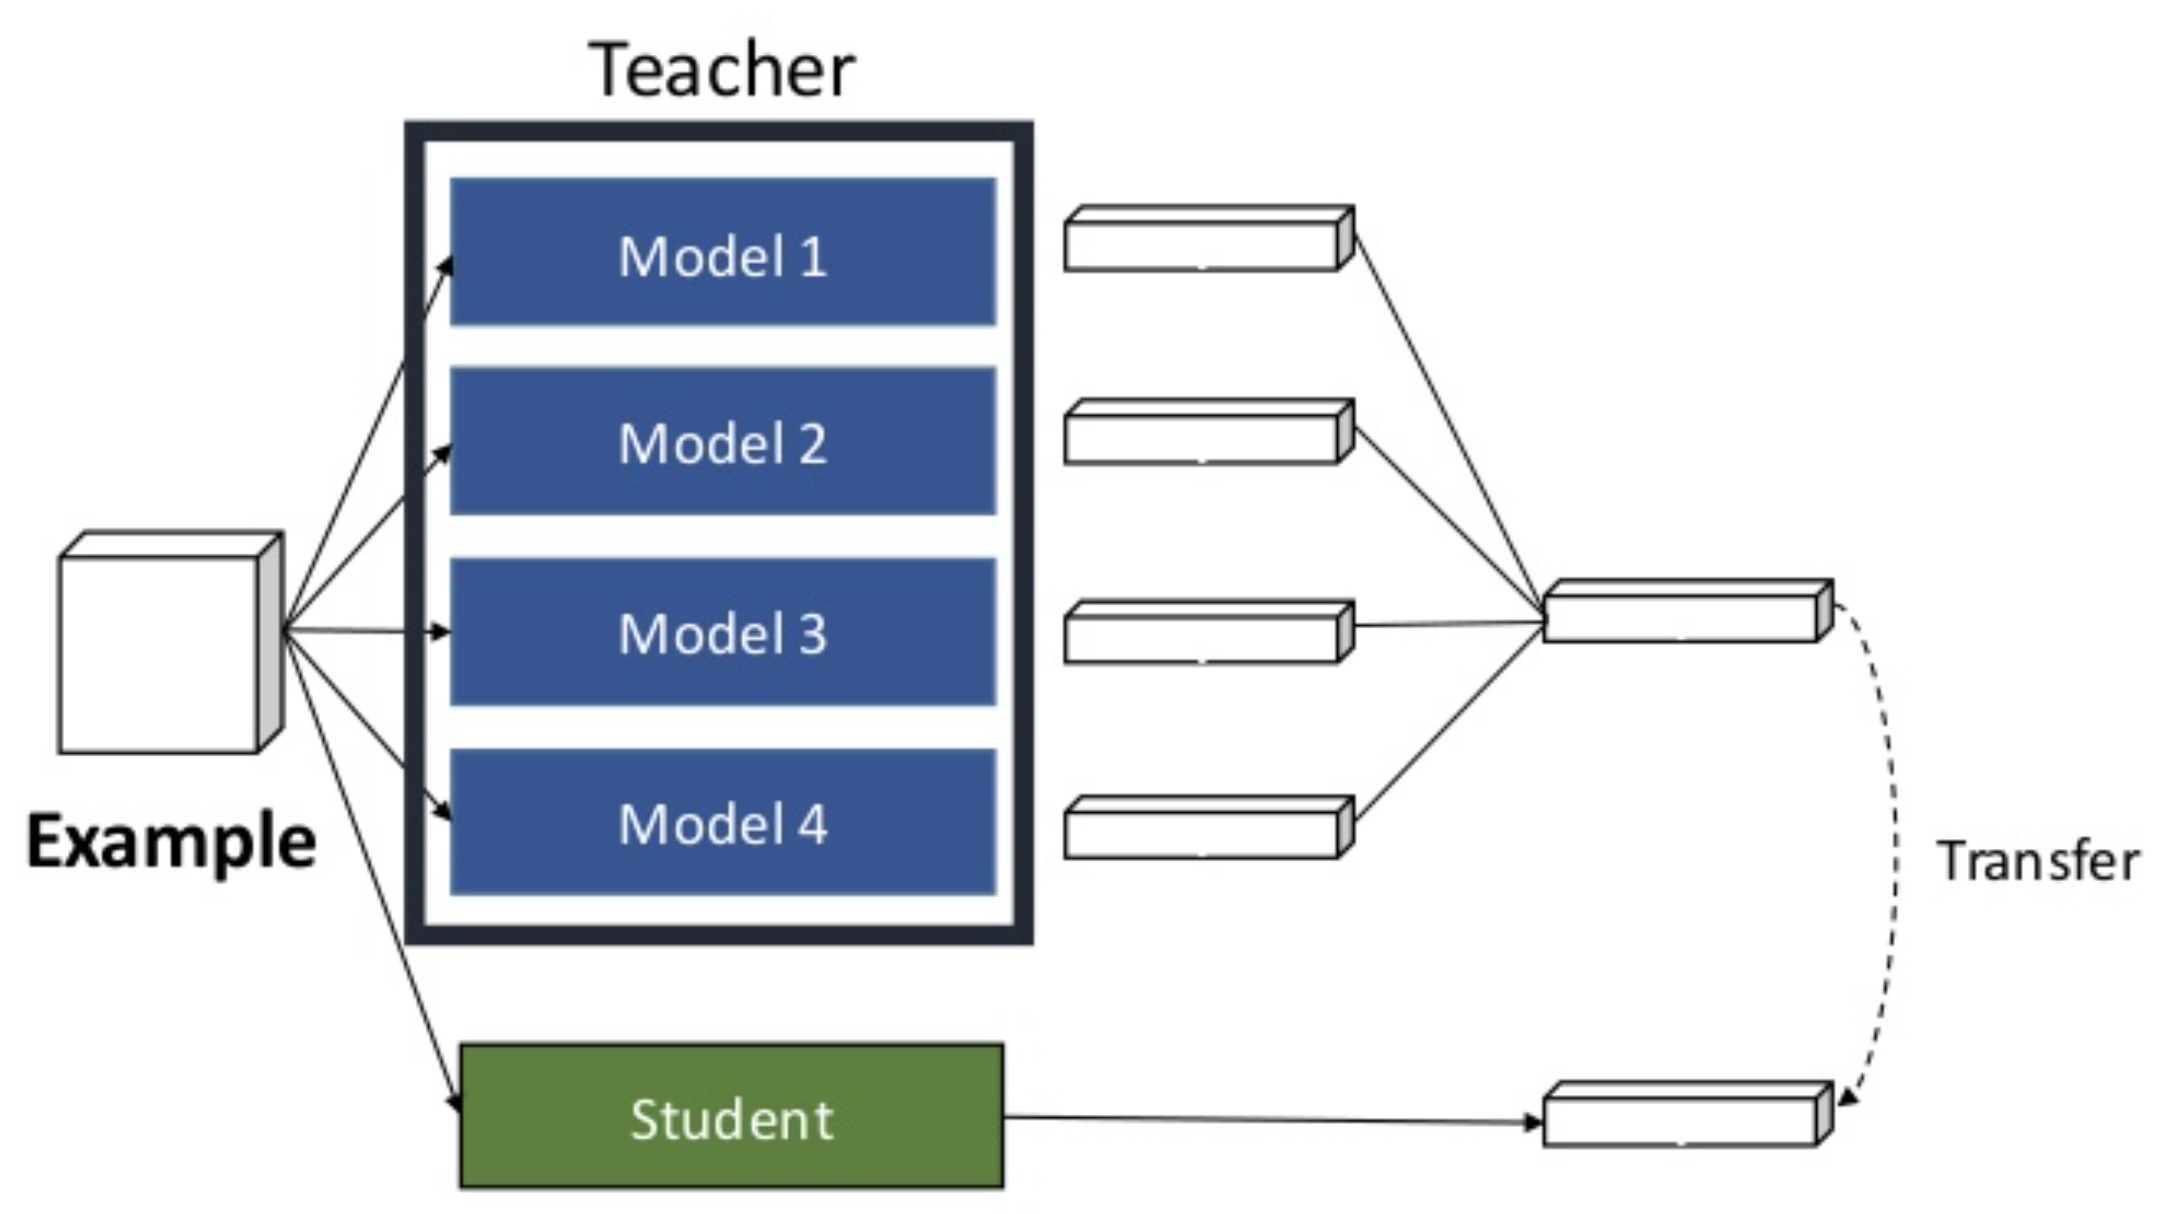 Teacher
Model 1
Model 2
Model 3
Model 4
Example
Transfer
Student